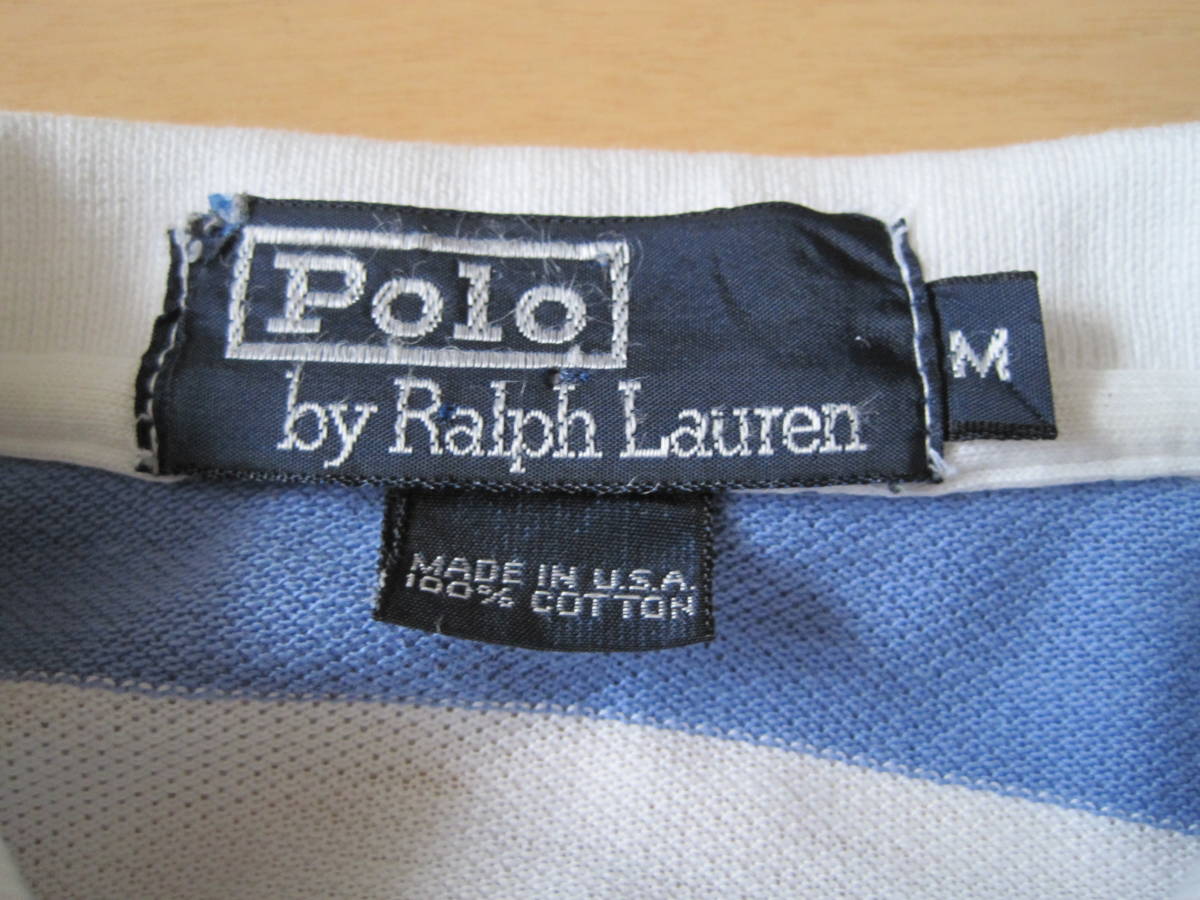 Polo
by Ralph Lauren
M
MADE IN U.S.A.
100% COTTON